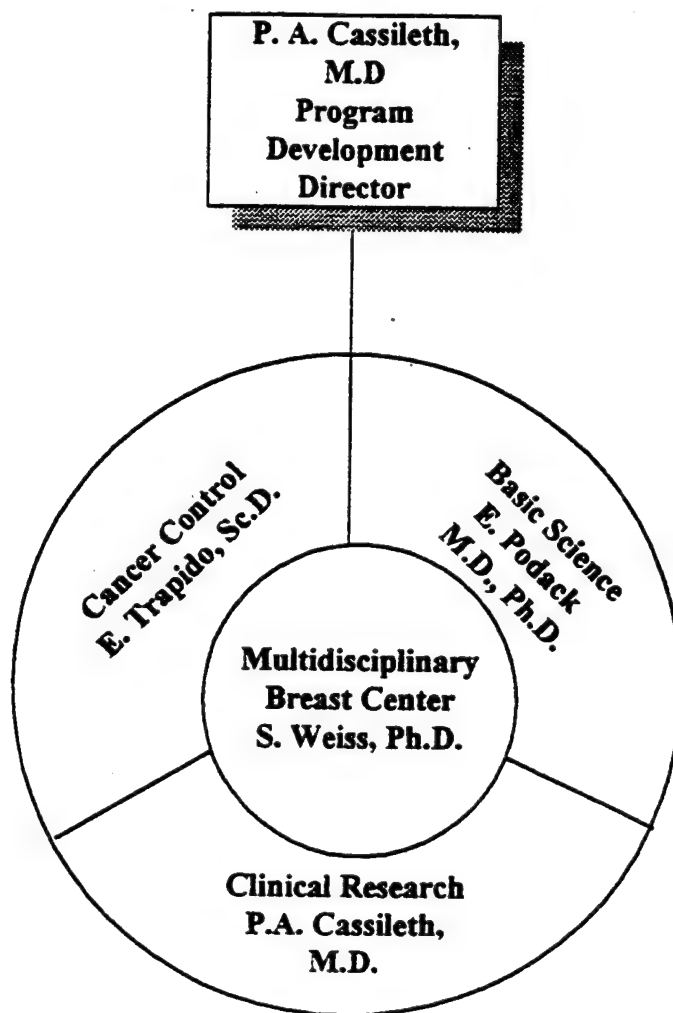 P. A. Cassileth,
M.D
Program
Development
Director
Cancer Control
E. Trapido, Sc.D.
Basic Science
E. Podack
M.D., Ph.D.
Multidisciplinary
Breast Center
S. Weiss, Ph.D.
Clinical Research
P.A. Cassileth,
M.D.